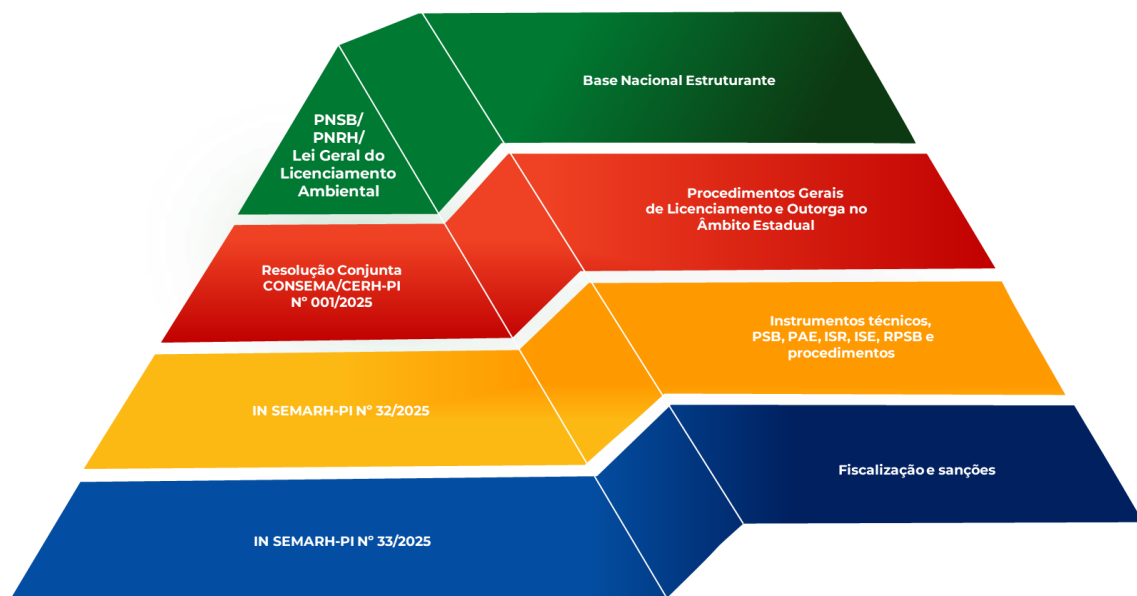 Base Nacional Estruturante
PNSB/
PNRH/
Lei Geral do
Licenciamento
Ambiental
Procedimentos Gerais
de Licenciamento e Outorga no
Âmbito Estadual
Resolução Conjunta
CONSEMA/CERH-PI
Nº 001/2025
Instrumentos técnicos,
PSB, PAE, ISR, ISE, RPSB e
procedimentos
IN SEMARH-PI Nº 32/2025
Fiscalização e sanções
IN SEMARH-PI Nº 33/2025